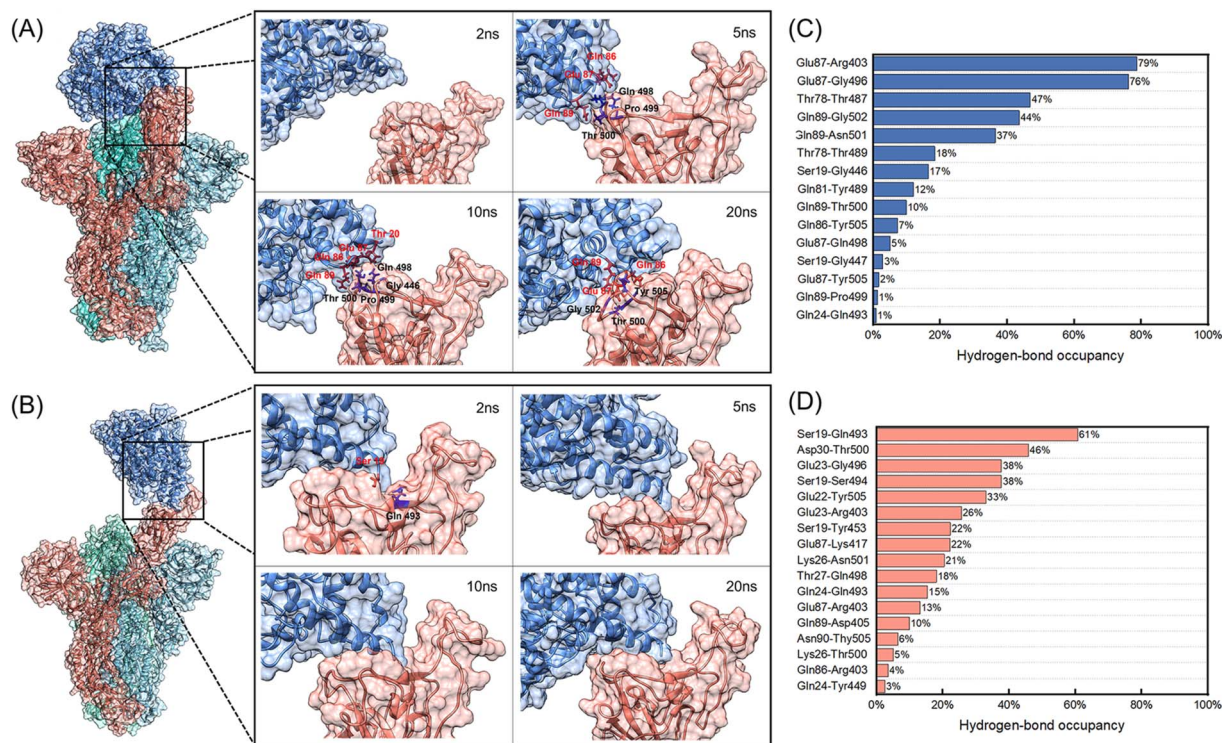 (A)
2ns
5ns
Gln 86
Glu 87
Gln 498
Gln 89
Pro 499
Thr 500
10ns
Thr 20
Glu 87
Gln 86
Gln 498
Gln 89
Gly 446
Thr 500
Pro 499
20ns
Gln 89
Gln 86
Glu 87
Tyr 505
Gly 502
Thr 500
(B)
2ns
Ser 19
Gln 493
5ns
10ns
20ns
(C)
Glu87-Arg403 79%
Glu87-Gly496 76%
Thr78-Thr487 47%
Gln89-Gly502 44%
Gln89-Asn501 37%
Thr78-Thr489 18%
Ser19-Gly446 17%
Gln81-Tyr489 12%
Gln89-Thr500 10%
Gln86-Tyr505 7%
Glu87-Gln498 5%
Ser19-Gly447 3%
Glu87-Tyr505 2%
Gln89-Pro499 1%
Gln24-Gln493 1%
0% 20% 40% 60% 80% 100%
Hydrogen-bond occupancy
(D)
Ser19-Gln493 61%
Asp30-Thr500 46%
Glu23-Gly496 38%
Ser19-Ser494 38%
Glu22-Tyr505 33%
Glu23-Arg403 26%
Ser19-Tyr453 22%
Glu87-Lys417 22%
Lys26-Asn501 21%
Thr27-Gln498 18%
Gln24-Gln493 15%
Glu87-Arg403 13%
Gln89-Asp405 10%
Asn90-Thy505 6%
Lys26-Thr500 5%
Gln86-Arg403 4%
Gln24-Tyr449 3%
0% 20% 40% 60% 80% 100%
Hydrogen-bond occupancy